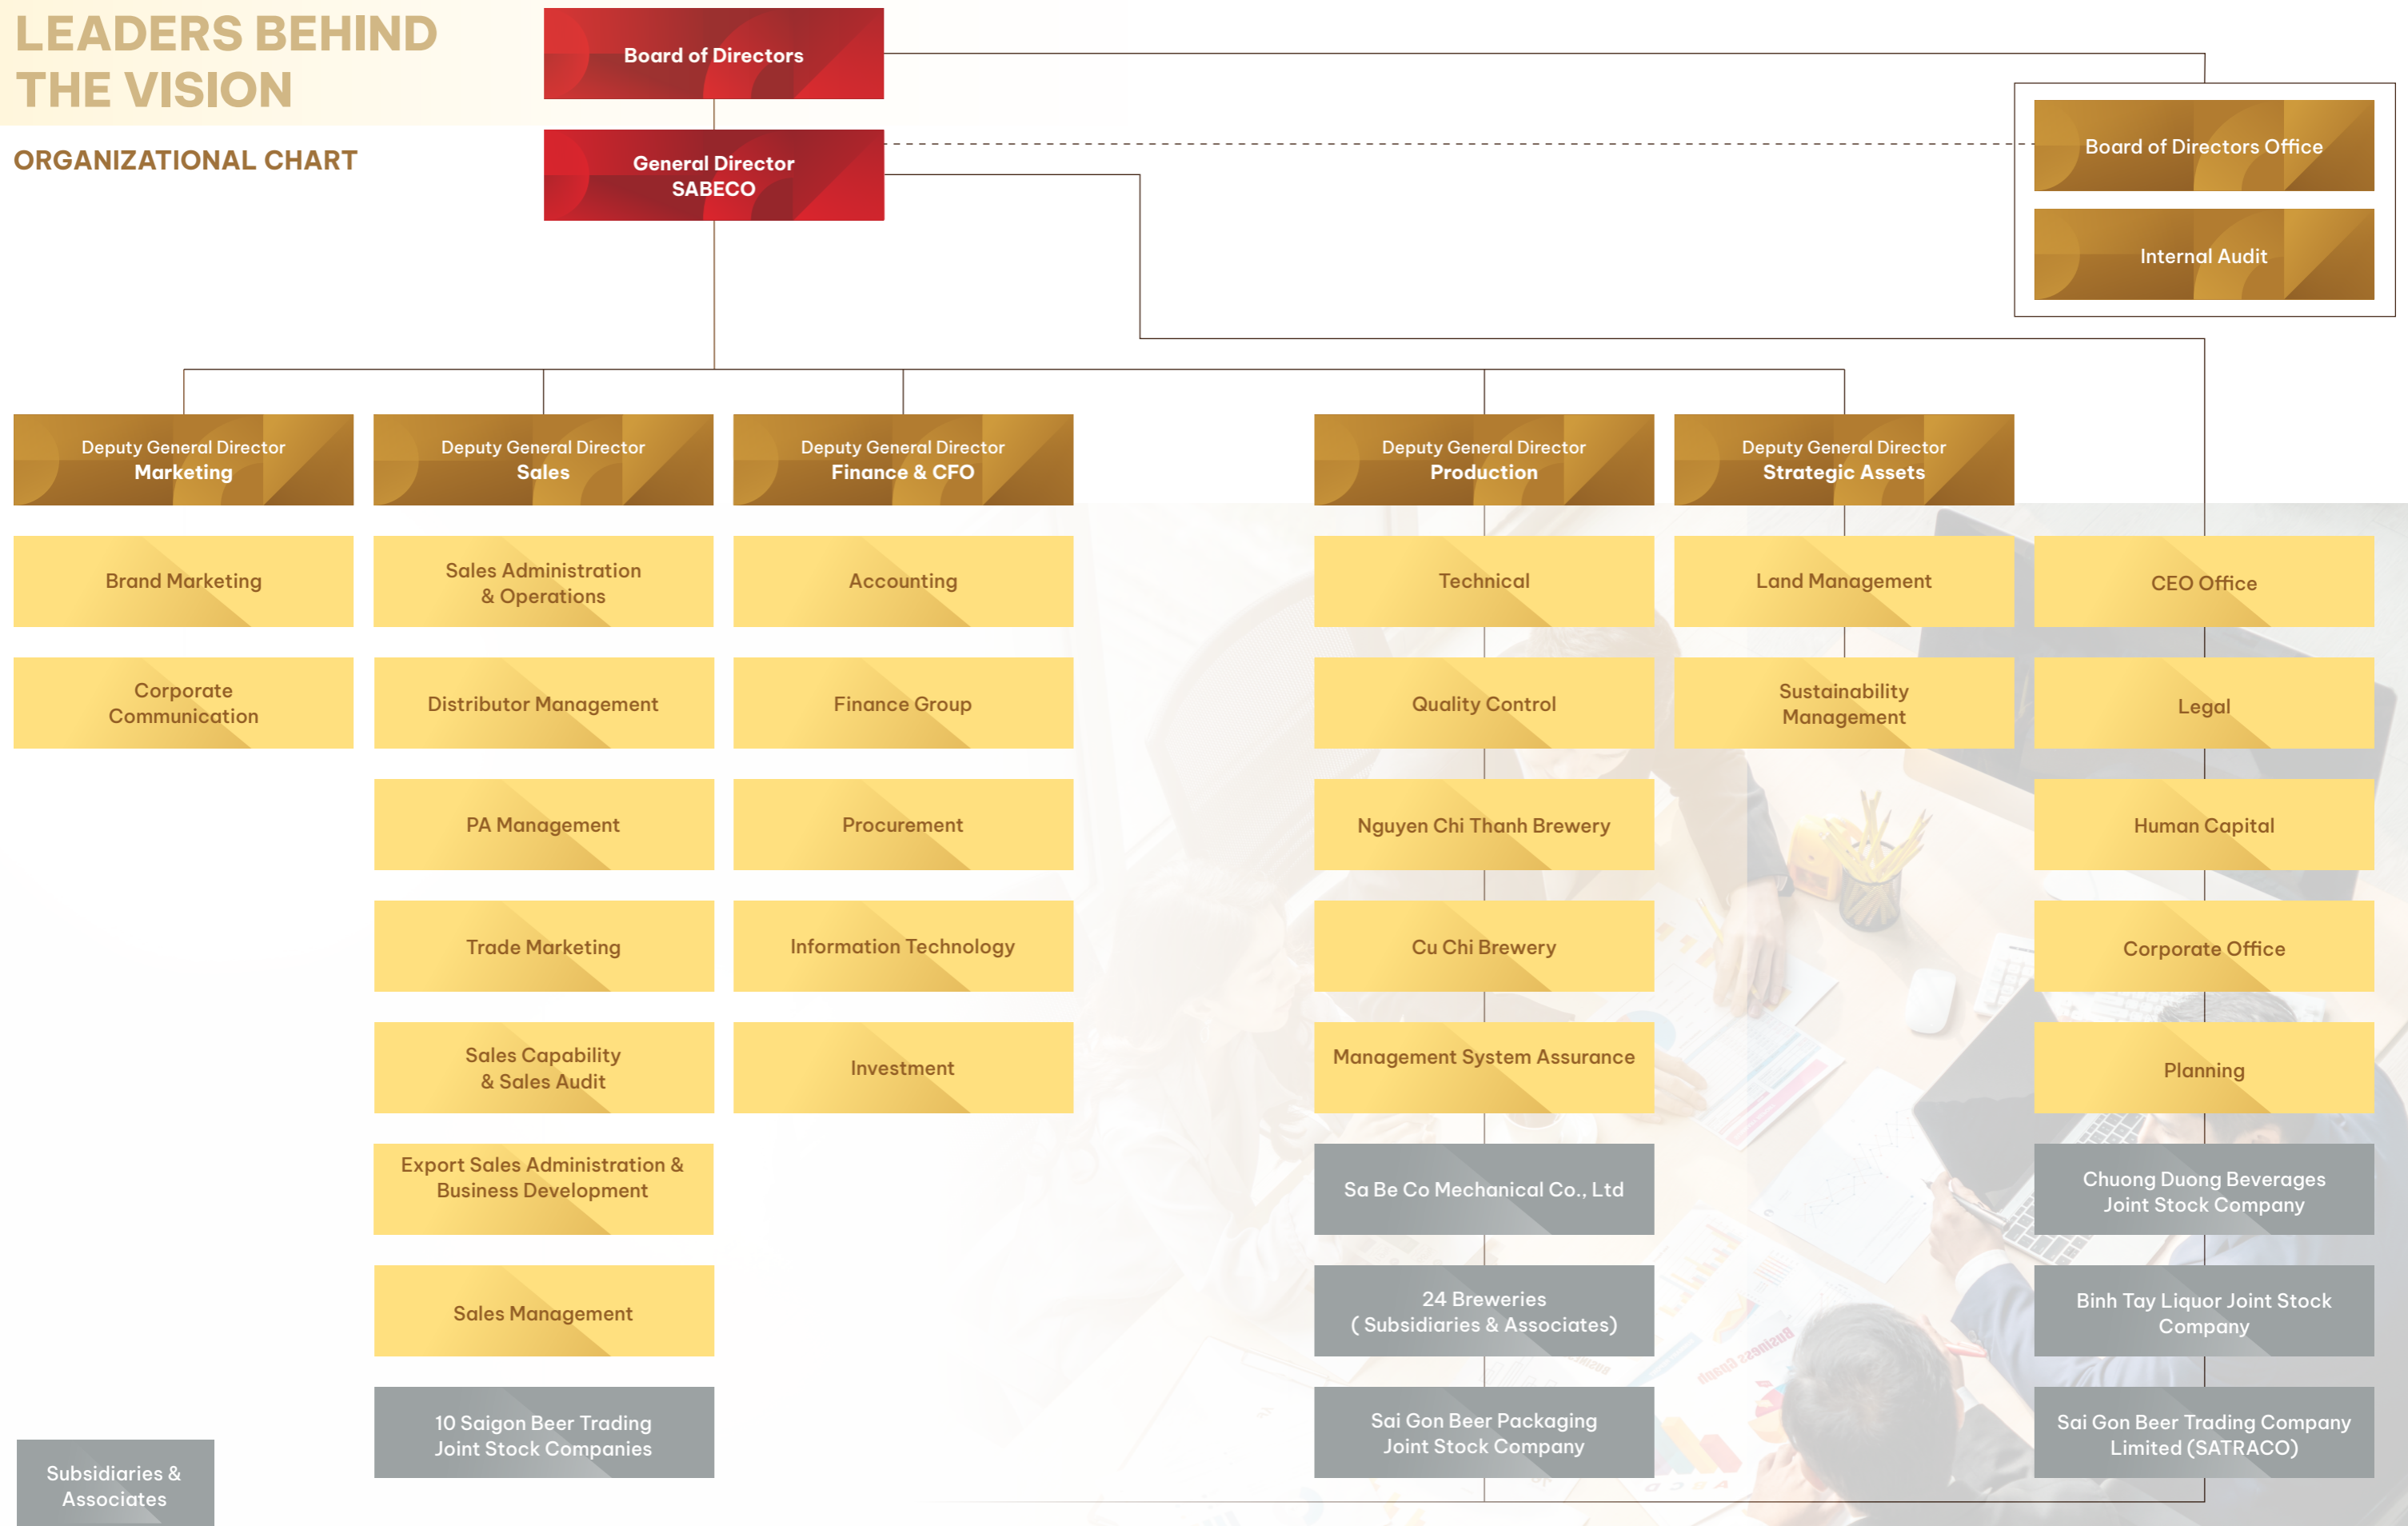 LEADERS BEHIND
THE VISION
ORGANIZATIONAL CHART
Board of Directors
General Director
SABECO
Board of Directors Office
Internal Audit
Deputy General Director
Marketing
Brand Marketing
Corporate
Communication
Deputy General Director
Sales
Sales Administration
& Operations
Distributor Management
PA Management
Trade Marketing
Sales Capability
& Sales Audit
Export Sales Administration &
Business Development
Sales Management
10 Saigon Beer Trading
Joint Stock Companies
Deputy General Director
Finance & CFO
Accounting
Finance Group
Procurement
Information Technology
Investment
Deputy General Director
Production
Technical
Quality Control
Nguyen Chi Thanh Brewery
Cu Chi Brewery
Management System Assurance
Sa Be Co Mechanical Co., Ltd
24 Breweries
( Subsidiaries & Associates)
Sai Gon Beer Packaging
Joint Stock Company
Deputy General Director
Strategic Assets
Land Management
Sustainability
Management
CEO Office
Legal
Human Capital
Corporate Office
Planning
Chuong Duong Beverages
Joint Stock Company
Binh Tay Liquor Joint Stock
Company
Sai Gon Beer Trading Company
Limited (SATRACO)
Subsidiaries &
Associates
Business Graph
A B C D